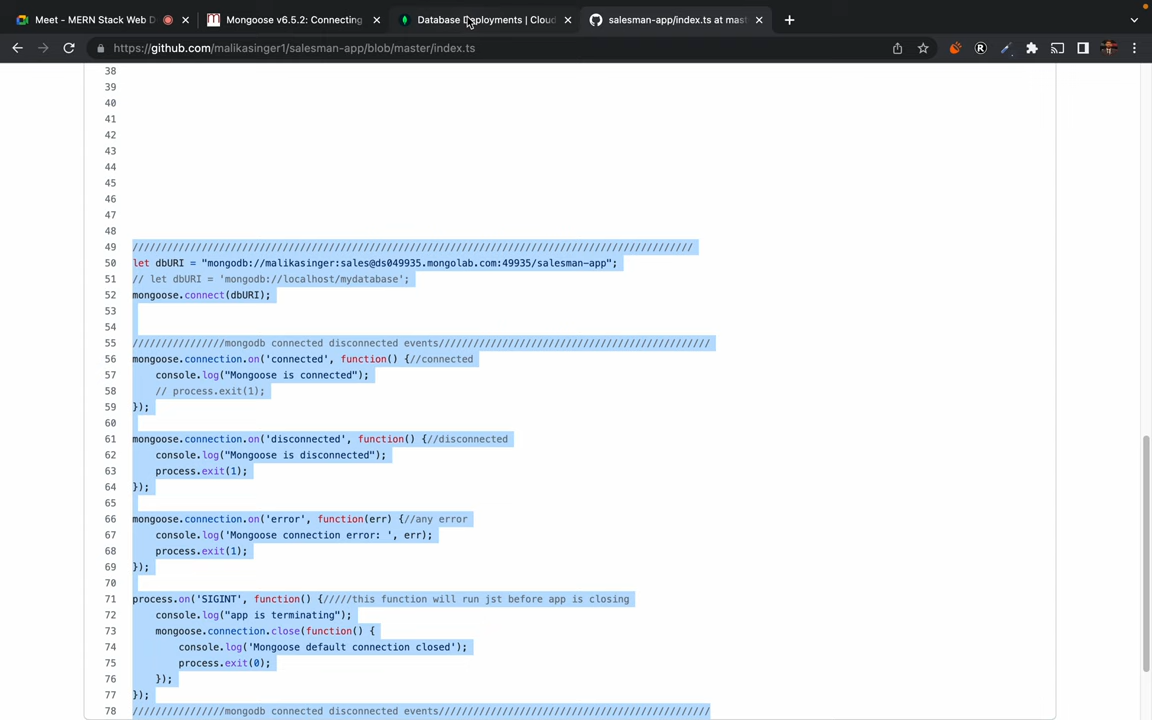 Meet - MERN Stack Web D
Mongoose v6.5.2: Connecting
Database Deployments | Cloud
salesman-app/index.ts at mast
https://github.com/malikasinger1/salesman-app/blob/master/index.ts
38
39
40
41
42
43
44
45
46
47
48
49 /////////////////////////////////////////////////////////////////////////////////////////////////
50 let dbURI = "mongodb://malikasinger:sales@ds049935.mongolab.com:49935/salesman-app";
51 // let dbURI = 'mongodb://localhost/mydatabase';
52 mongoose.connect(dbURI);
53
54
55 ////////////////mongodb connected disconnected events///////////////////////////////////////////////
56 mongoose.connection.on('connected', function() {//connected
57 console.log("Mongoose is connected");
58 // process.exit(1);
59 });
60
61 mongoose.connection.on('disconnected', function() {//disconnected
62 console.log("Mongoose is disconnected");
63 process.exit(1);
64 });
65
66 mongoose.connection.on('error', function(err) {//any error
67 console.log('Mongoose connection error: ', err);
68 process.exit(1);
69 });
70
71 process.on('SIGINT', function() {/////this function will run jst before app is closing
72 console.log("app is terminating");
73 mongoose.connection.close(function() {
74 console.log('Mongoose default connection closed');
75 process.exit(0);
76 });
77 });
78 ////////////////mongodb connected disconnected events///////////////////////////////////////////////